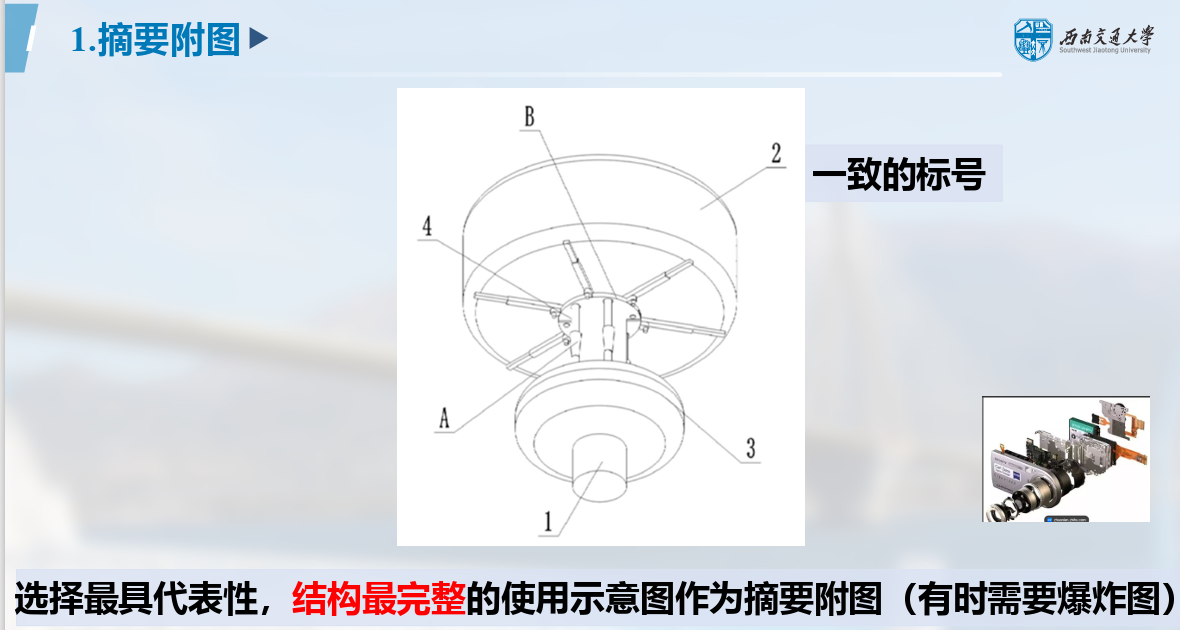 1.摘要附图
西南交通大学
Southwest Jiaotong University
B
2
一致的标号
4
A
3
1
选择最具代表性，结构最完整的使用示意图作为摘要附图（有时需要爆炸图）